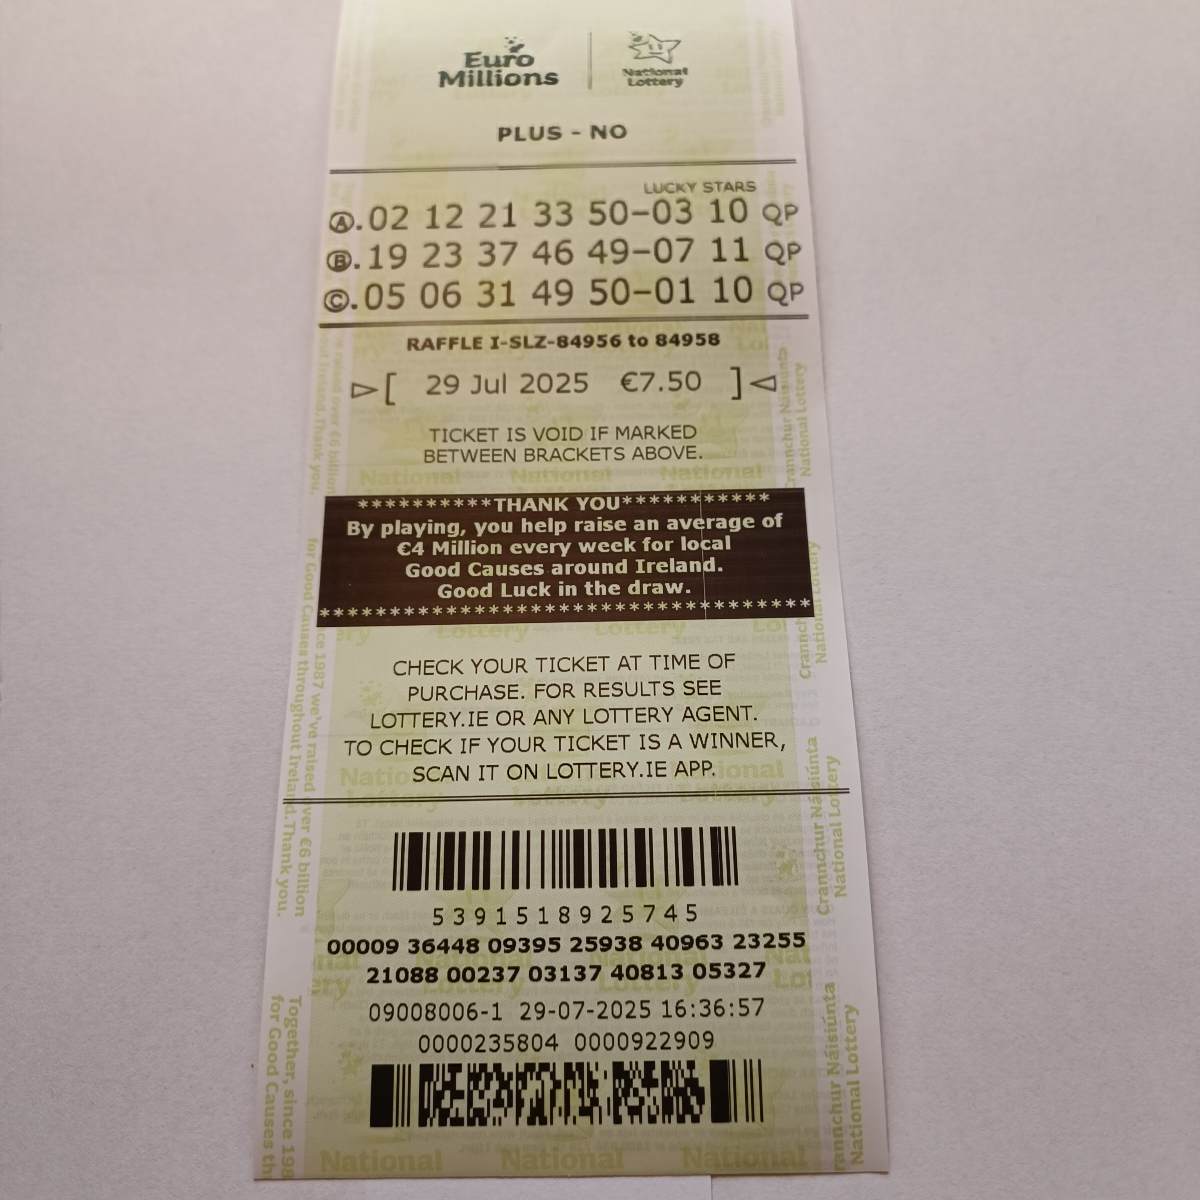 Euro Millions
National Lottery
PLUS - NO
LUCKY STARS
Ⓐ.02 12 21 33 50-03 10 QP
Ⓑ.19 23 37 46 49-07 11 QP
Ⓒ.05 06 31 49 50-01 10 QP
RAFFLE I-SLZ-84956 to 84958
[ 29 Jul 2025 €7.50 ]
TICKET IS VOID IF MARKED
BETWEEN BRACKETS ABOVE.
**********THANK YOU***********
By playing, you help raise an average of
€4 Million every week for local
Good Causes around Ireland.
Good Luck in the draw.
***********************************
CHECK YOUR TICKET AT TIME OF
PURCHASE. FOR RESULTS SEE
LOTTERY.IE OR ANY LOTTERY AGENT.
TO CHECK IF YOUR TICKET IS A WINNER,
SCAN IT ON LOTTERY.IE APP.
5391518925745
00009 36448 09395 25938 40963 23255
21088 00237 03137 40813 05327
09008006-1 29-07-2025 16:36:57
0000235804 0000922909
National National National
Crannchur Náisiúnta
National Lottery